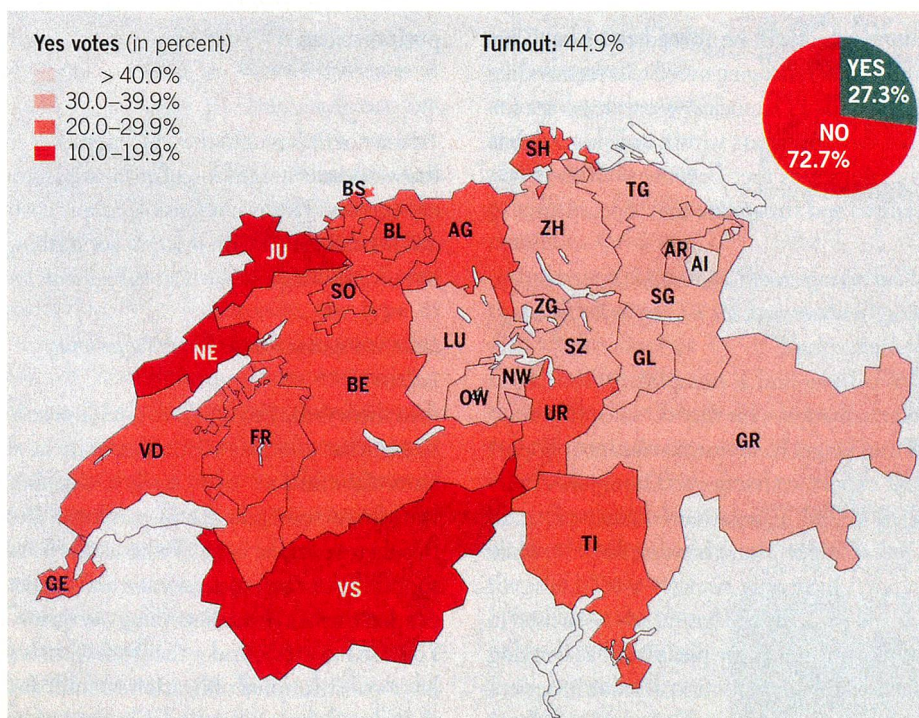 Yes votes (in percent)
> 40.0%
30.0–39.9%
20.0–29.9%
10.0–19.9%
Turnout: 44.9%
YES
27.3%
NO
72.7%
SH
BS
TG
BL
AG
ZH
JU
AR
AI
SO
ZG
SG
LU
SZ
NE
GL
NW
BE
OW
UR
FR
GR
VD
TI
GE
VS